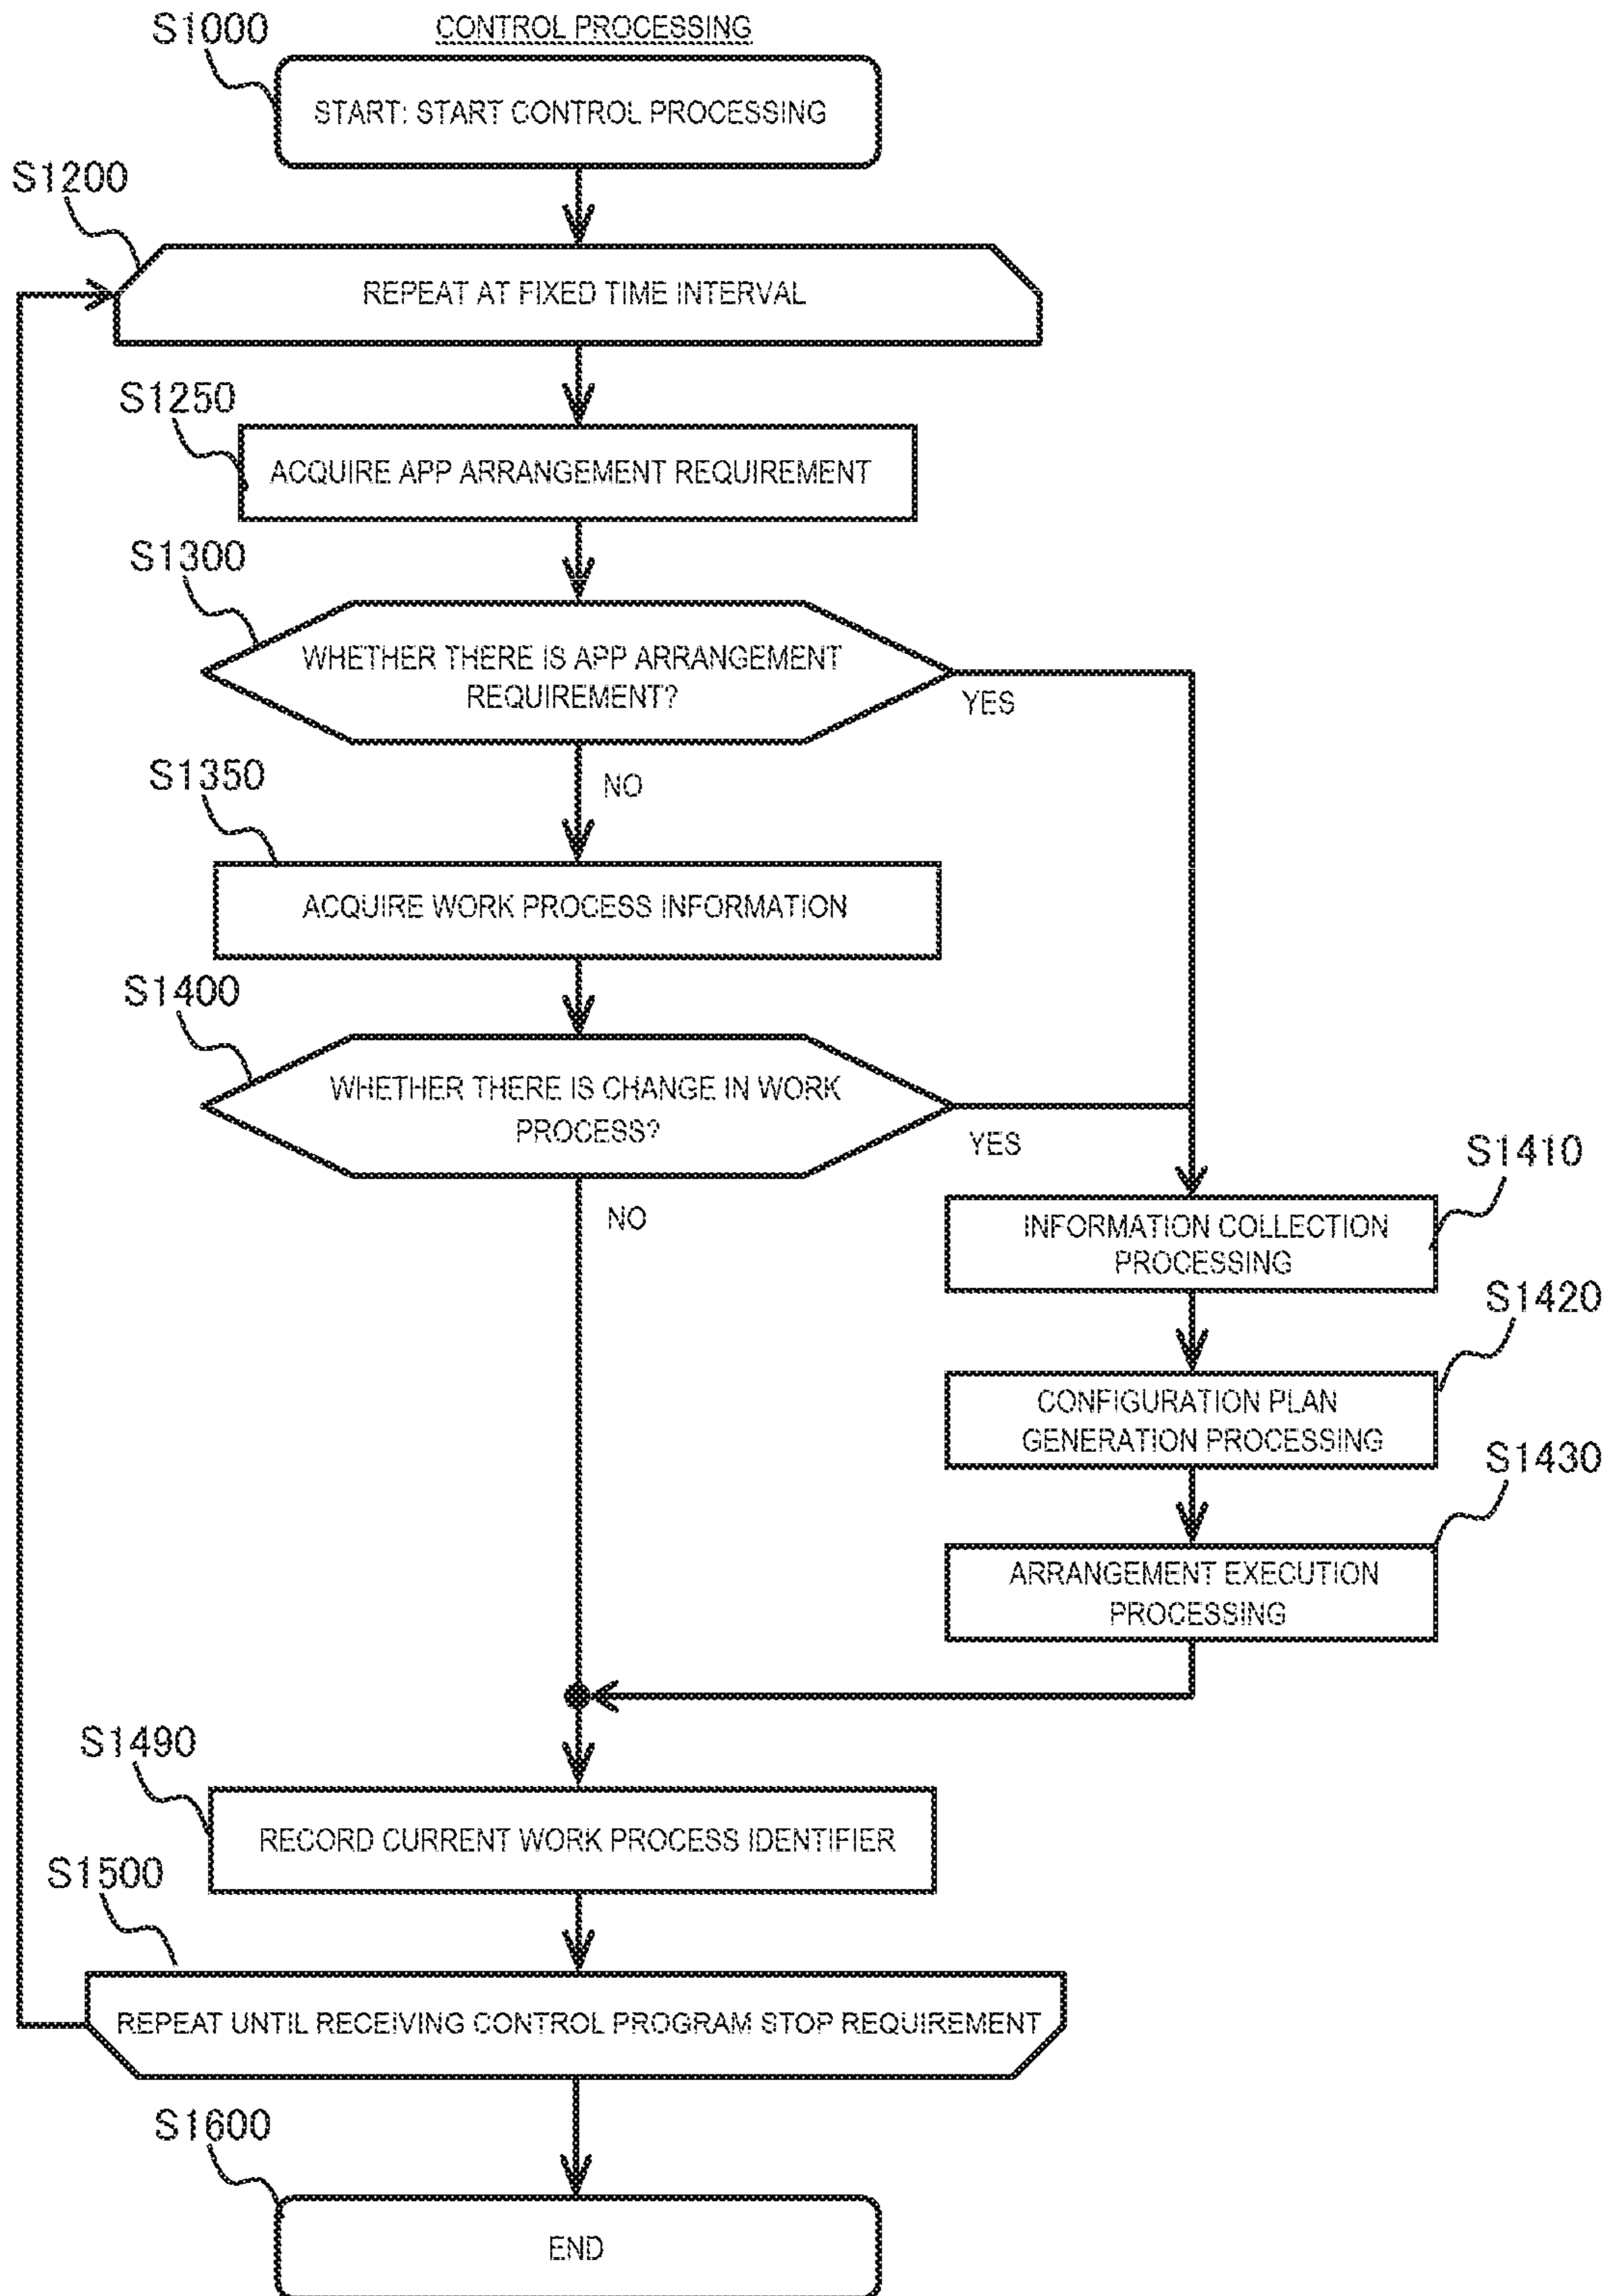 CONTROL PROCESSING
S1000
START: START CONTROL PROCESSING
S1200
REPEAT AT FIXED TIME INTERVAL
S1250
ACQUIRE APP ARRANGEMENT REQUIREMENT
S1300
WHETHER THERE IS APP ARRANGEMENT
REQUIREMENT?
YES
NO
S1350
ACQUIRE WORK PROCESS INFORMATION
S1400
WHETHER THERE IS CHANGE IN WORK
PROCESS?
YES
NO
S1410
INFORMATION COLLECTION
PROCESSING
S1420
CONFIGURATION PLAN
GENERATION PROCESSING
S1430
ARRANGEMENT EXECUTION
PROCESSING
S1490
RECORD CURRENT WORK PROCESS IDENTIFIER
S1500
REPEAT UNTIL RECEIVING CONTROL PROGRAM STOP REQUIREMENT
S1600
END